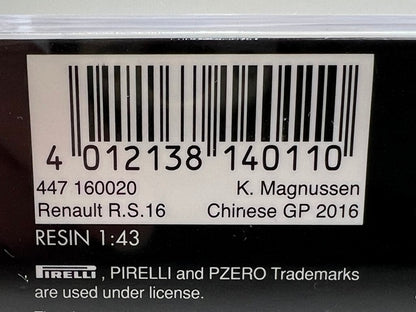 4 012138 140110
447 160020 K. Magnussen
Renault R.S.16 Chinese GP 2016
RESIN 1:43
PIRELLI, PIRELLI and PZERO Trademarks
are used under license.